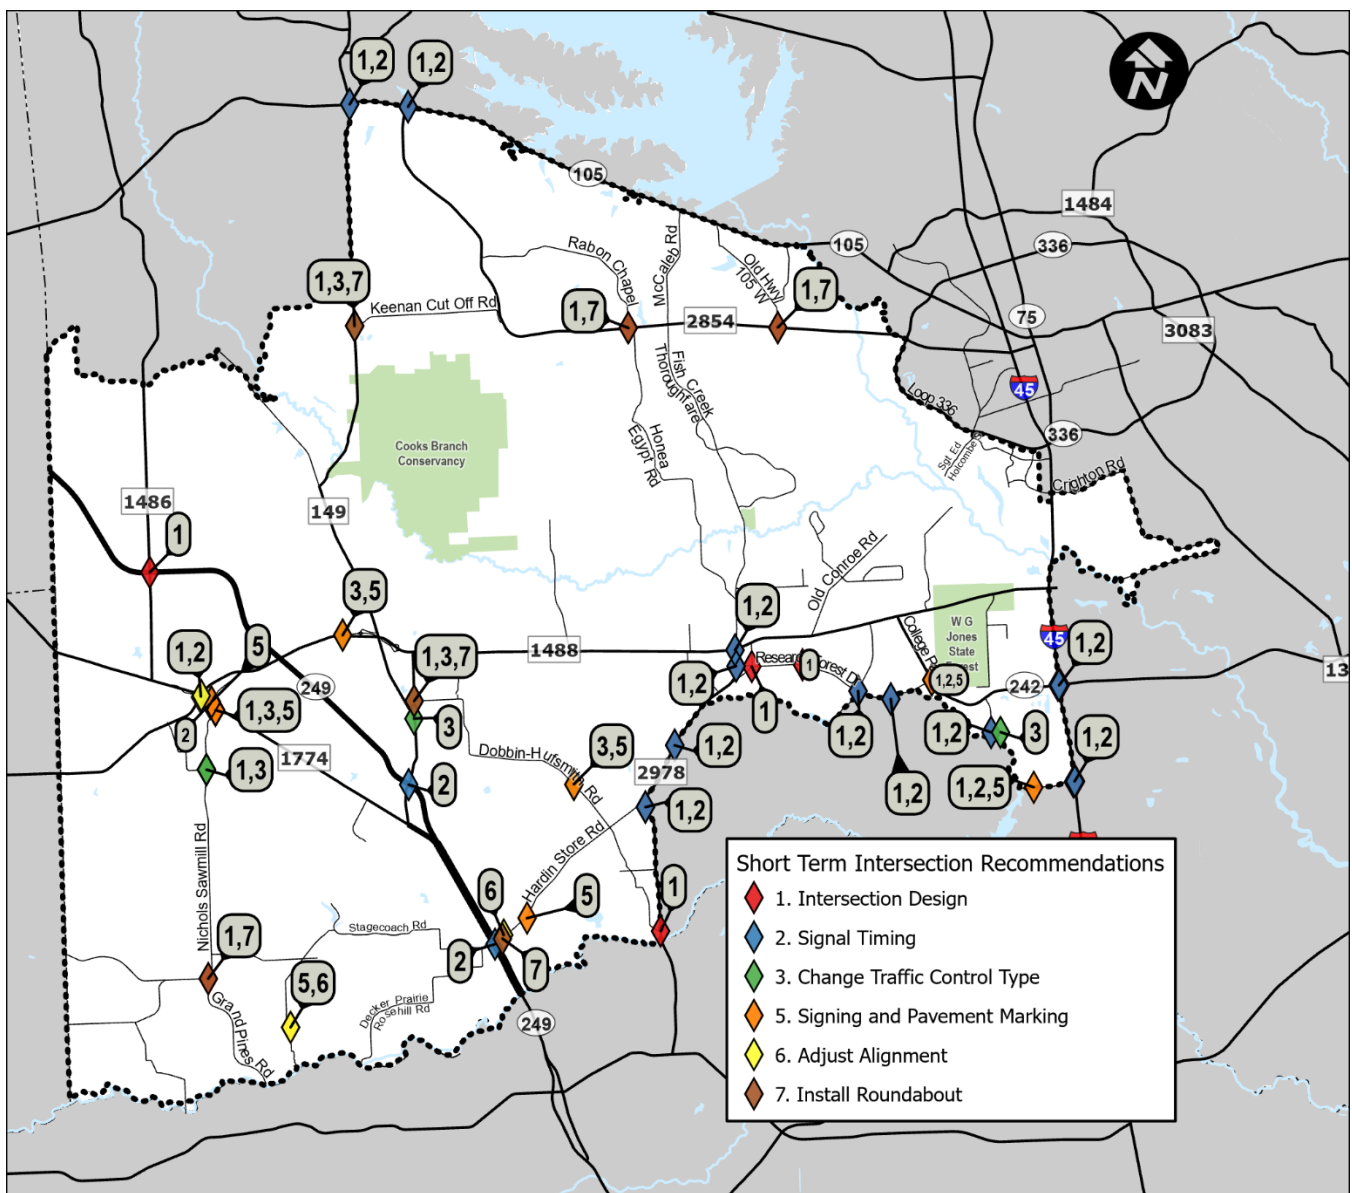 1,2
1,2
N
105
1484
105
336
Rabon Chapel
McCaleb Rd
Old Hwy
105 W
1,3,7
Keenan Cut Off Rd
1,7
2854
1,7
75
3083
Fish Creek
Thoroughfare
45
Loop 336
336
Honea
Egypt Rd
Cooks Branch
Conservancy
Sgt Ed
Holcombe
Crighton Rd
1486
149
1
Old Conroe Rd
3,5
1,2
W G
Jones
State
Forest
College
45
1,2
5
1,2
1,3,7
1488
Research Forest D
1
1,2,5
242
249
1,2
1
1,3,5
2
3
1,2
1,2
3
1,2
1774
1,3
Dobbin-Hufsmith Rd
3,5
2978
1,2
2
1,2
1,2,5
1,2
Nichols Sawmill Rd
Hardin Store Rd
6
5
1
Stagecoach Rd
2
7
1,7
5,6
Grand Pines Rd
Decker Prairie
Rosehill Rd
249
Short Term Intersection Recommendations
1. Intersection Design
2. Signal Timing
3. Change Traffic Control Type
5. Signing and Pavement Marking
6. Adjust Alignment
7. Install Roundabout